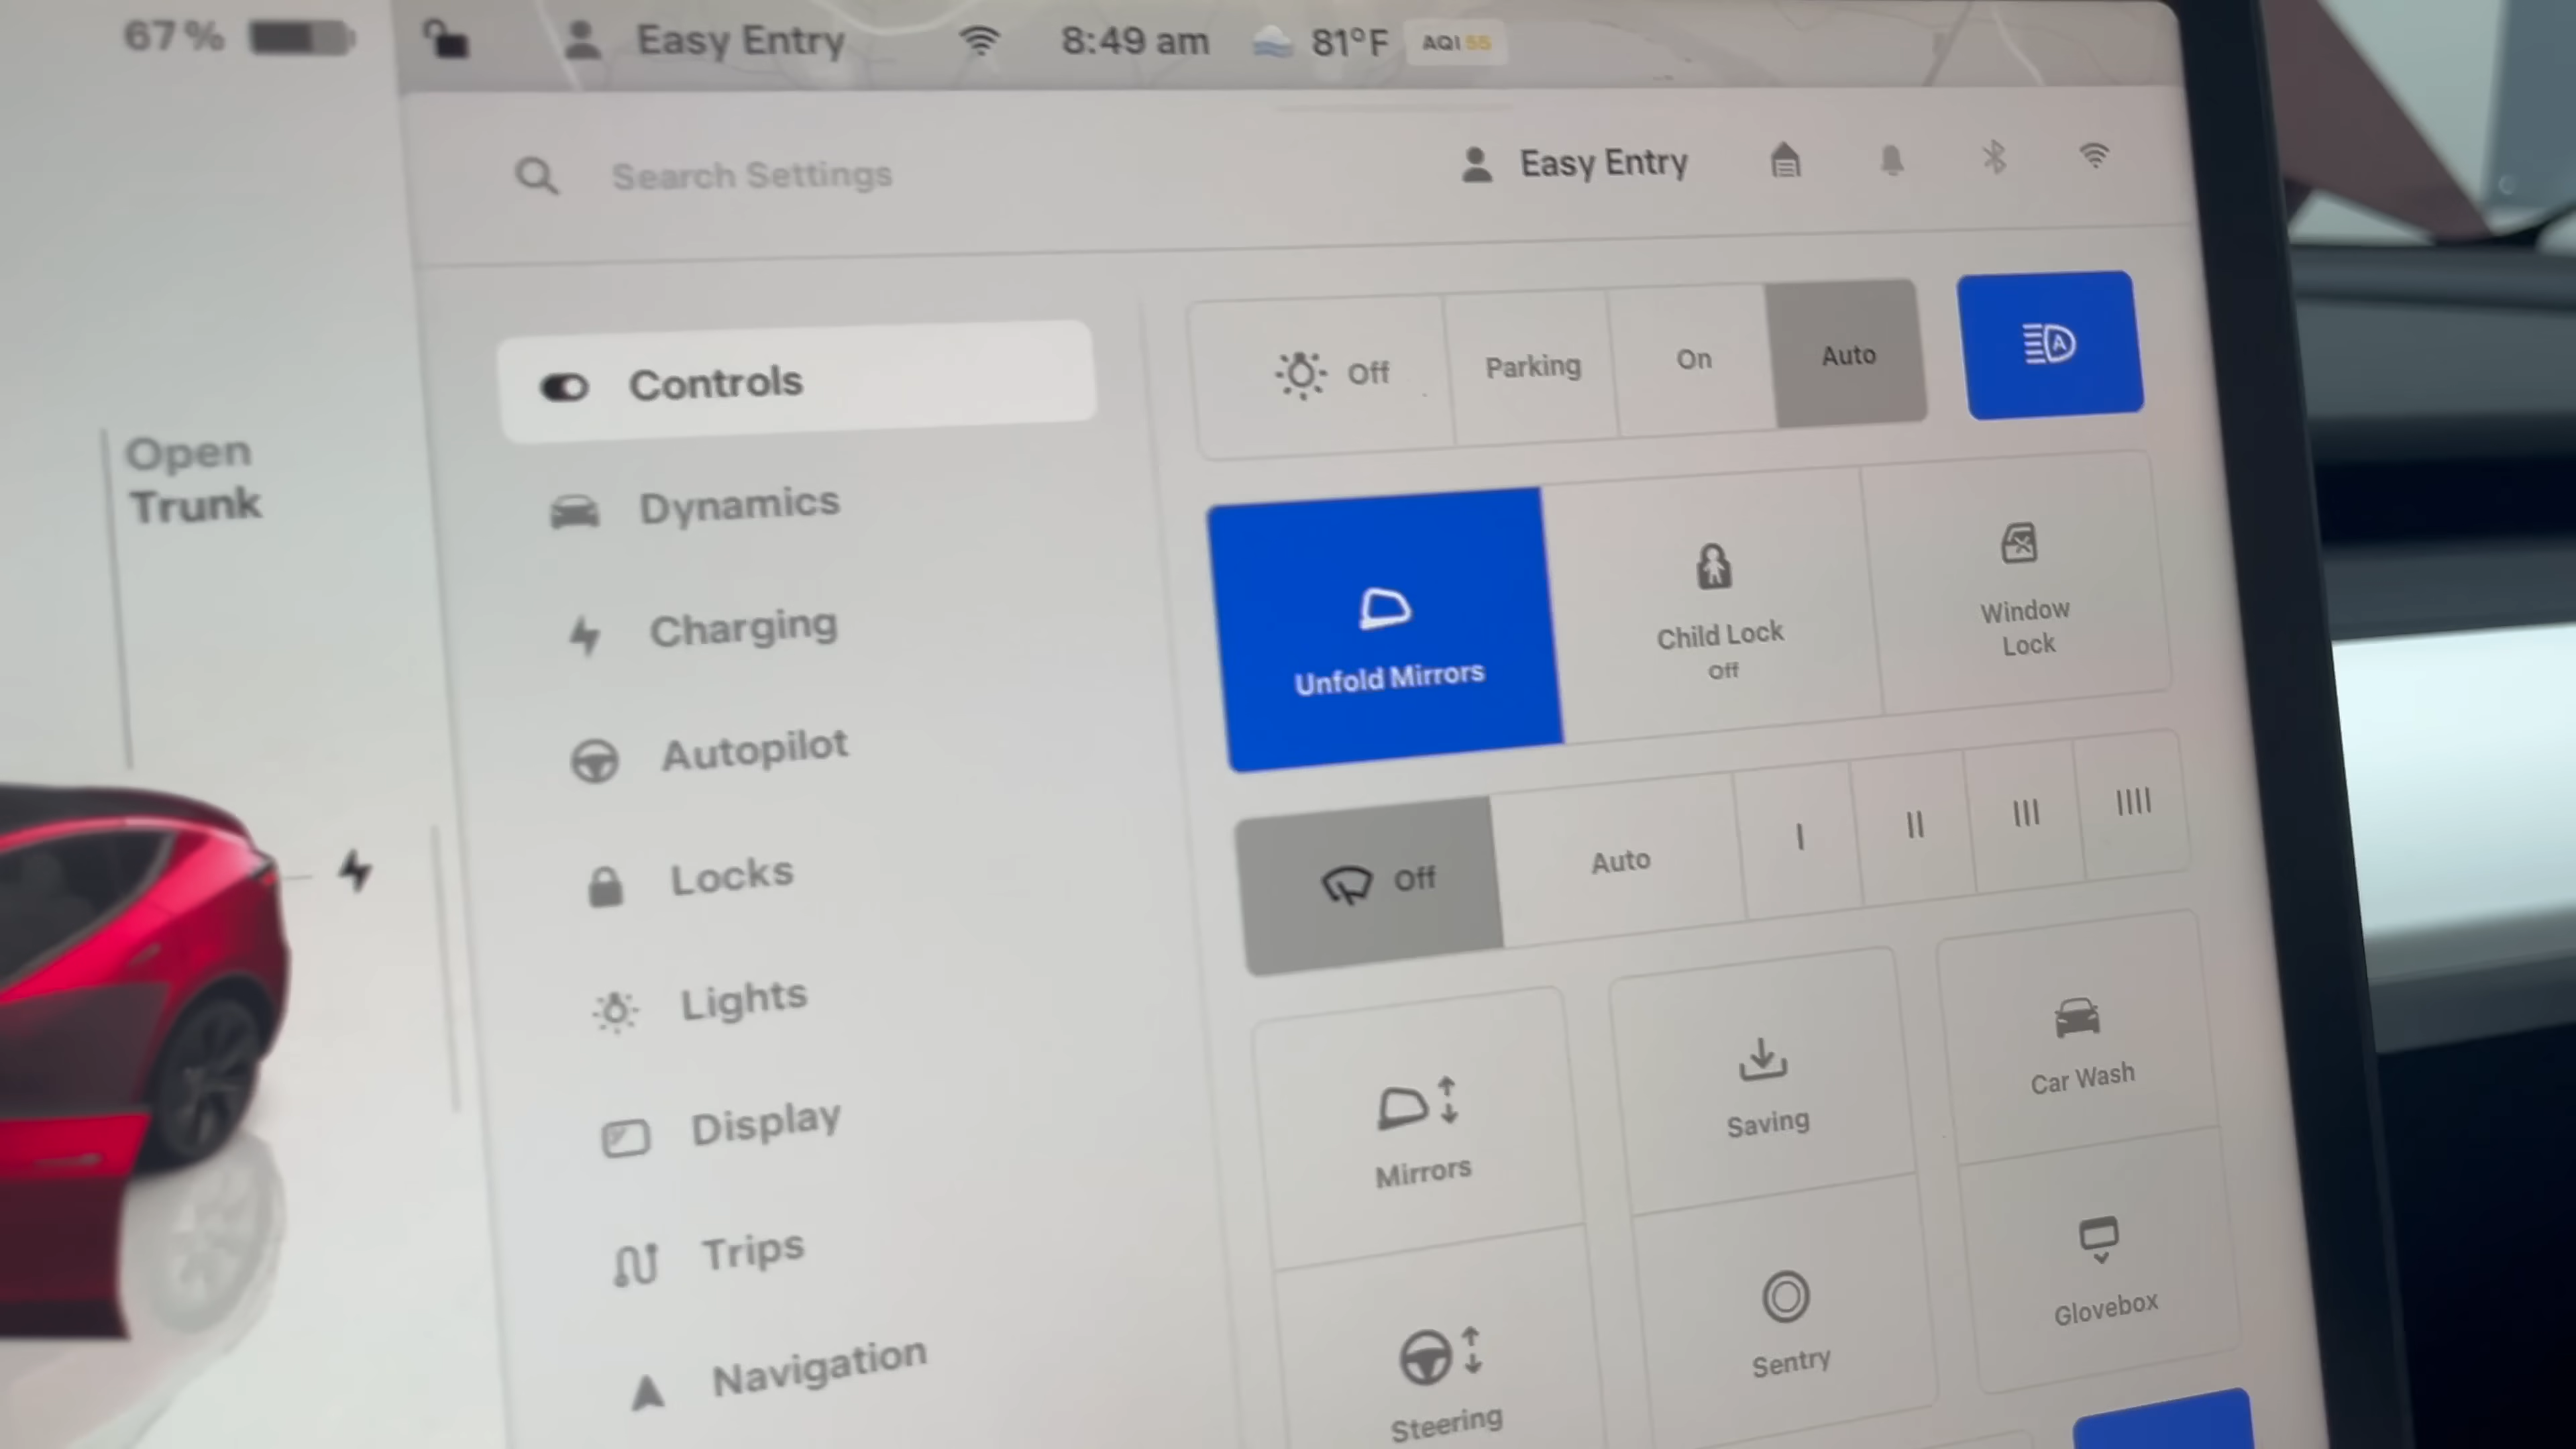 67%
Easy Entry
8:49 am
81°F
AQI 55
Search Settings
Easy Entry
Open
Trunk
Controls
Dynamics
Charging
Autopilot
Locks
Lights
Display
Trips
Navigation
Off
Parking
On
Auto
A
Unfold Mirrors
Child Lock
Off
Window
Lock
Off
Auto
I
II
III
IIII
Mirrors
Saving
Car Wash
Steering
Sentry
Glovebox